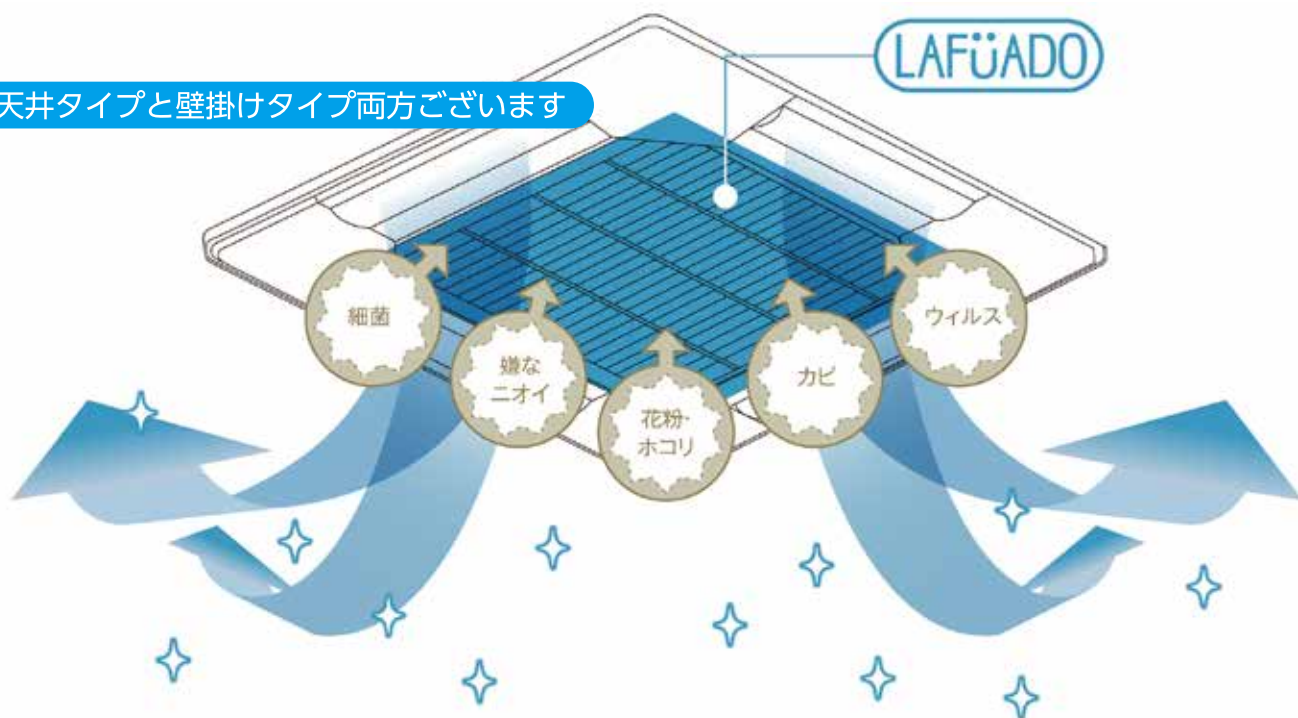 LAFÜADO
天井タイプと壁掛けタイプ両方ございます
細菌
嫌な
ニオイ
花粉・
ホコリ
カビ
ウィルス